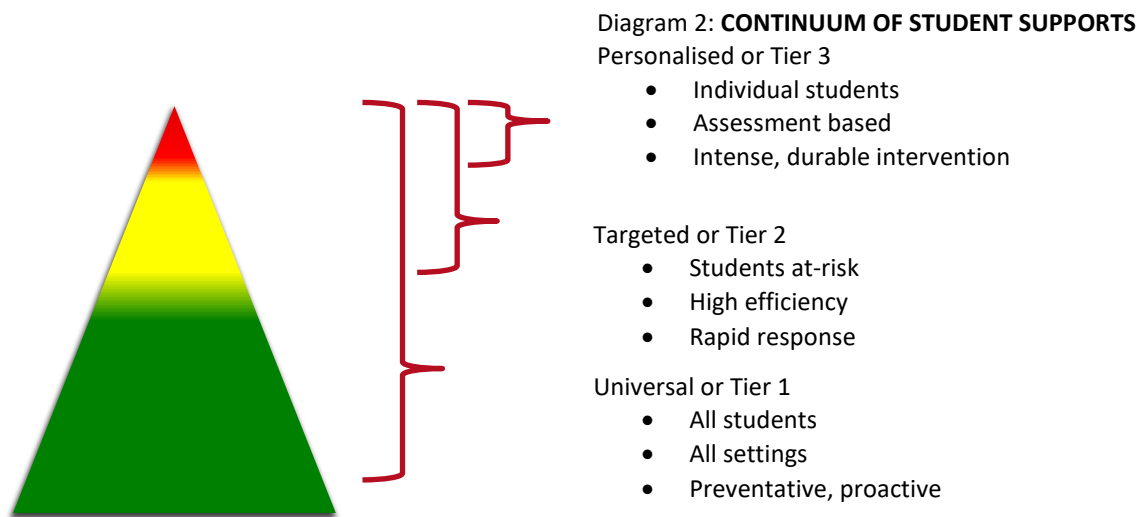 Diagram 2: CONTINUUM OF STUDENT SUPPORTS
Personalised or Tier 3
• Individual students
• Assessment based
• Intense, durable intervention
Targeted or Tier 2
• Students at-risk
• High efficiency
• Rapid response
Universal or Tier 1
• All students
• All settings
• Preventative, proactive